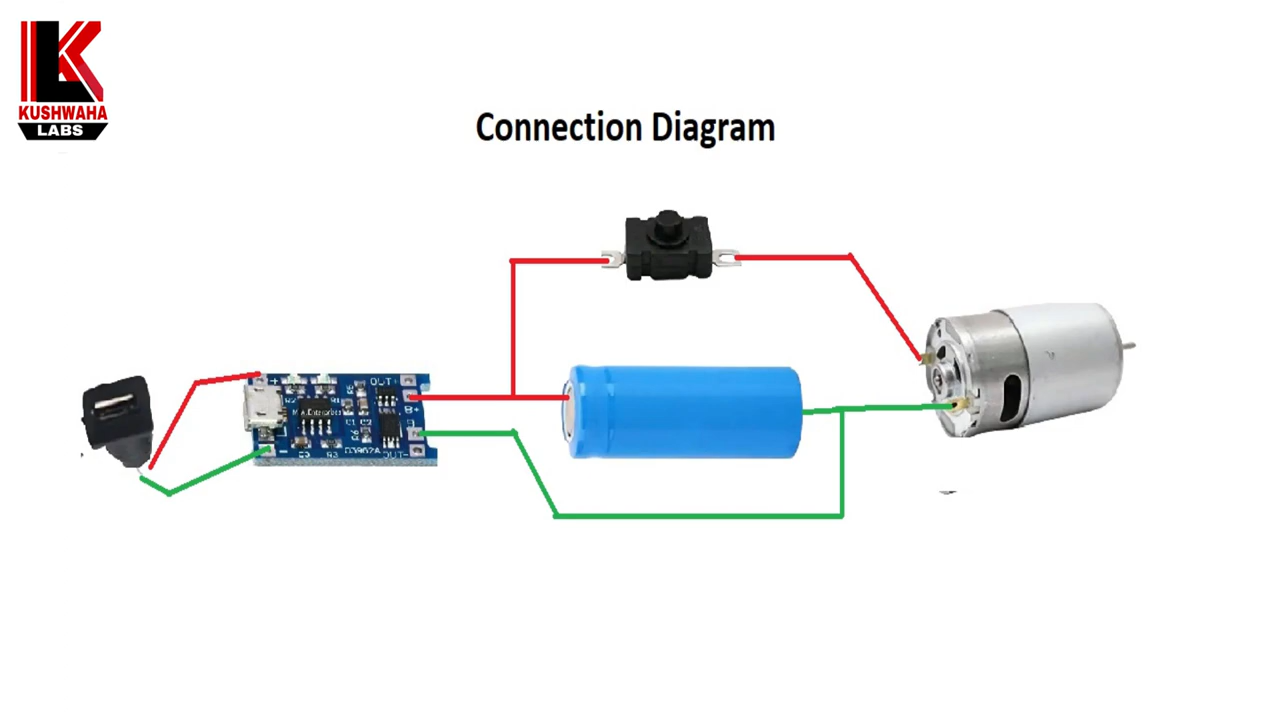 KUSHWAHA
LABS
Connection Diagram
OUT+
B+
OUT-
+
-